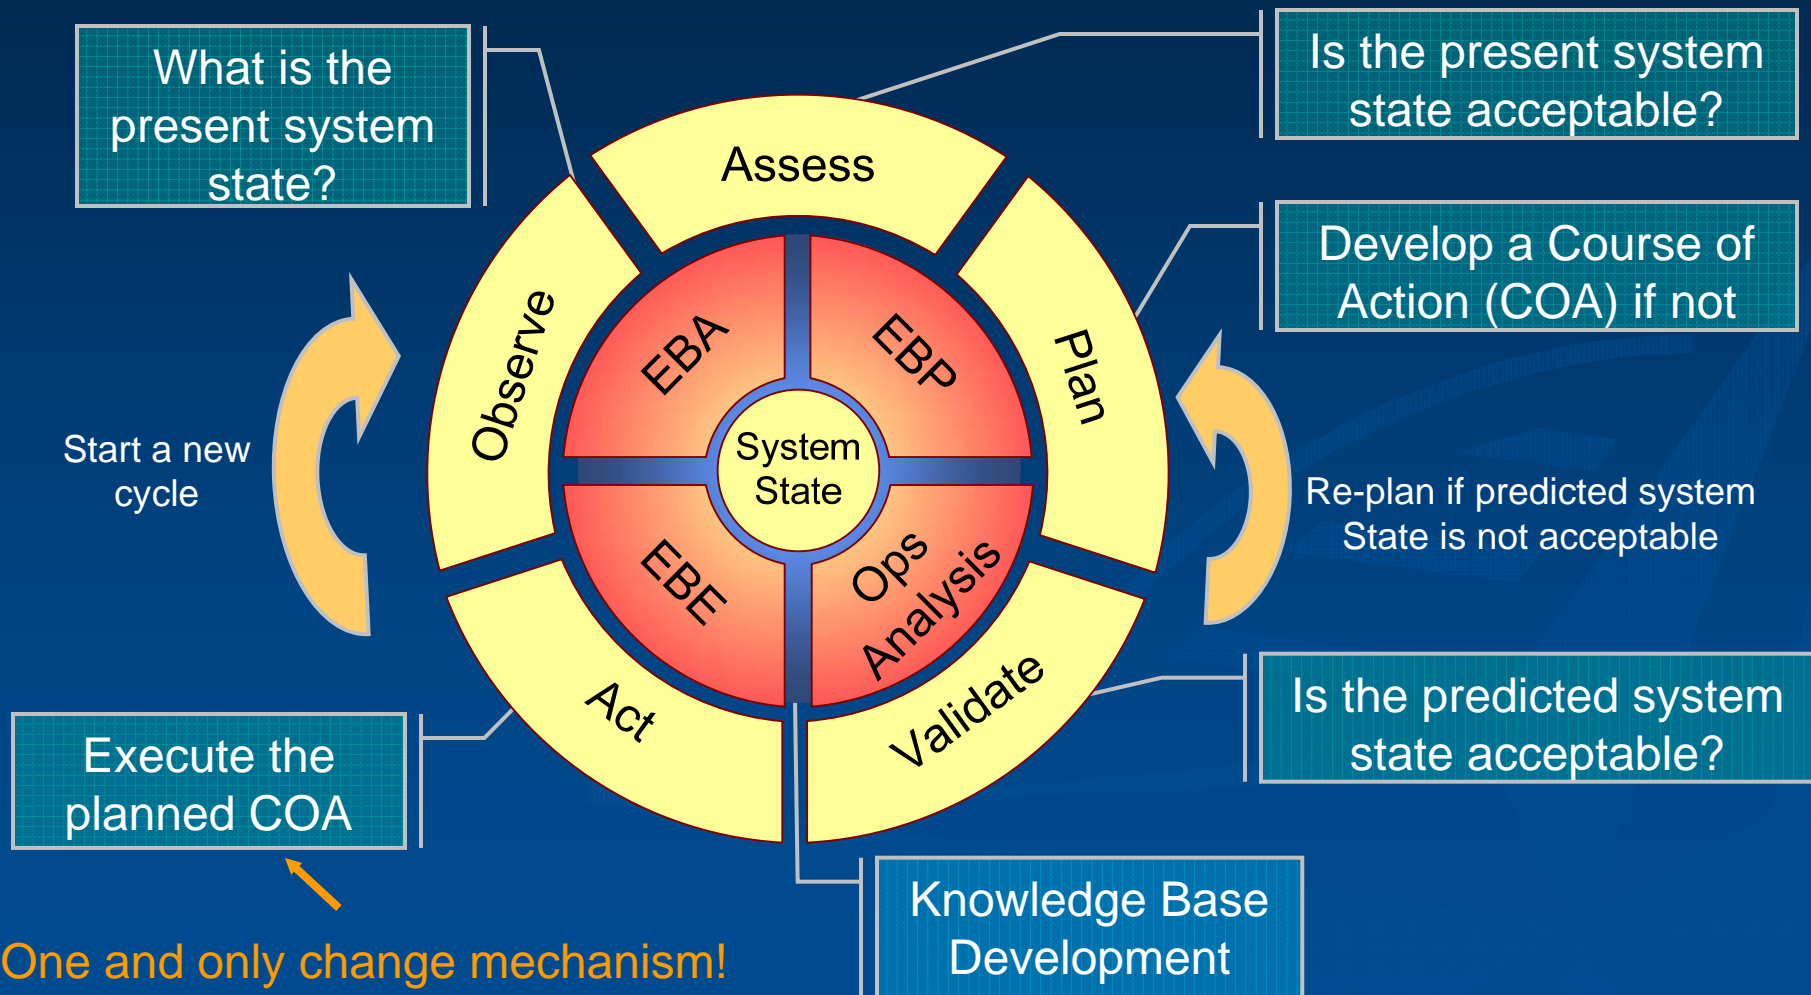 What is the
present system
state?
Is the present system
state acceptable?
Assess
Develop a Course of
Action (COA) if not
Observe
EBA
EBP
Plan
System
State
Start a new
cycle
Re-plan if predicted system
State is not acceptable
EBE
Ops
Analysis
Act
Validate
Is the predicted system
state acceptable?
Execute the
planned COA
Knowledge Base
Development
One and only change mechanism!